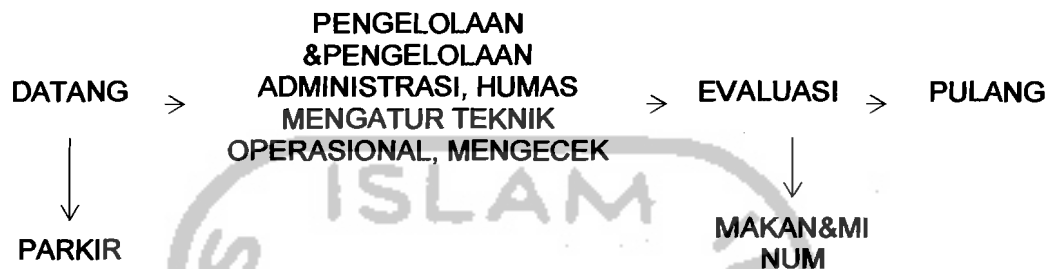 PENGELOLAAN
&PENGELOLAAN
DATANG → ADMINISTRASI, HUMAS → EVALUASI → PULANG
MENGATUR TEKNIK
OPERASIONAL, MENGECEK
ISLAM
PARKIR
MAKAN&MI
NUM